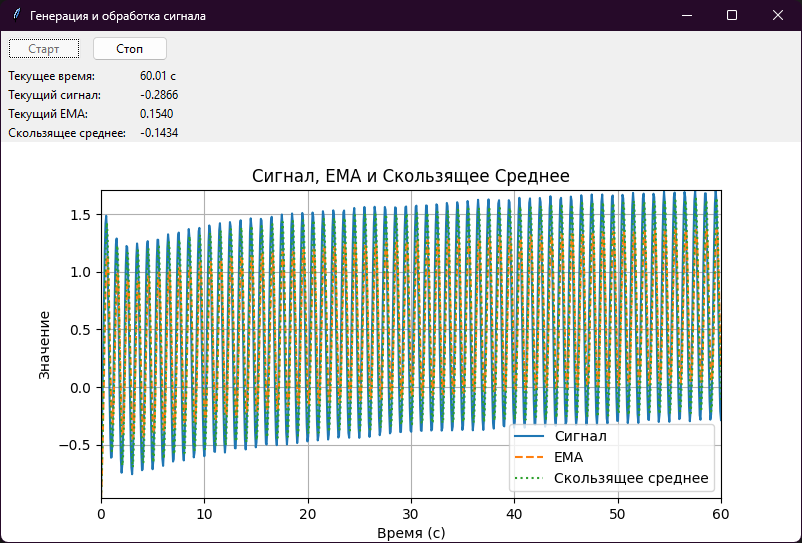 Генерация и обработка сигнала
Старт Стоп
Текущее время: 60.01 с
Текущий сигнал: -0.2866
Текущий EMA: 0.1540
Скользящее среднее: -0.1434
Сигнал, EMA и Скользящее Среднее
1.5
1.0
0.5
0.0
−0.5
Значение
Сигнал
EMA
Скользящее среднее
0 10 20 30 40 50 60
Время (с)